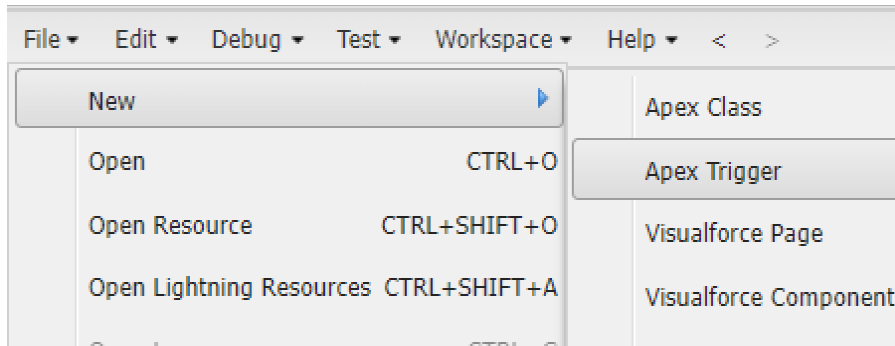 File Edit Debug Test Workspace Help < >
New
Open CTRL+O
Open Resource CTRL+SHIFT+O
Open Lightning Resources CTRL+SHIFT+A
Apex Class
Apex Trigger
Visualforce Page
Visualforce Component